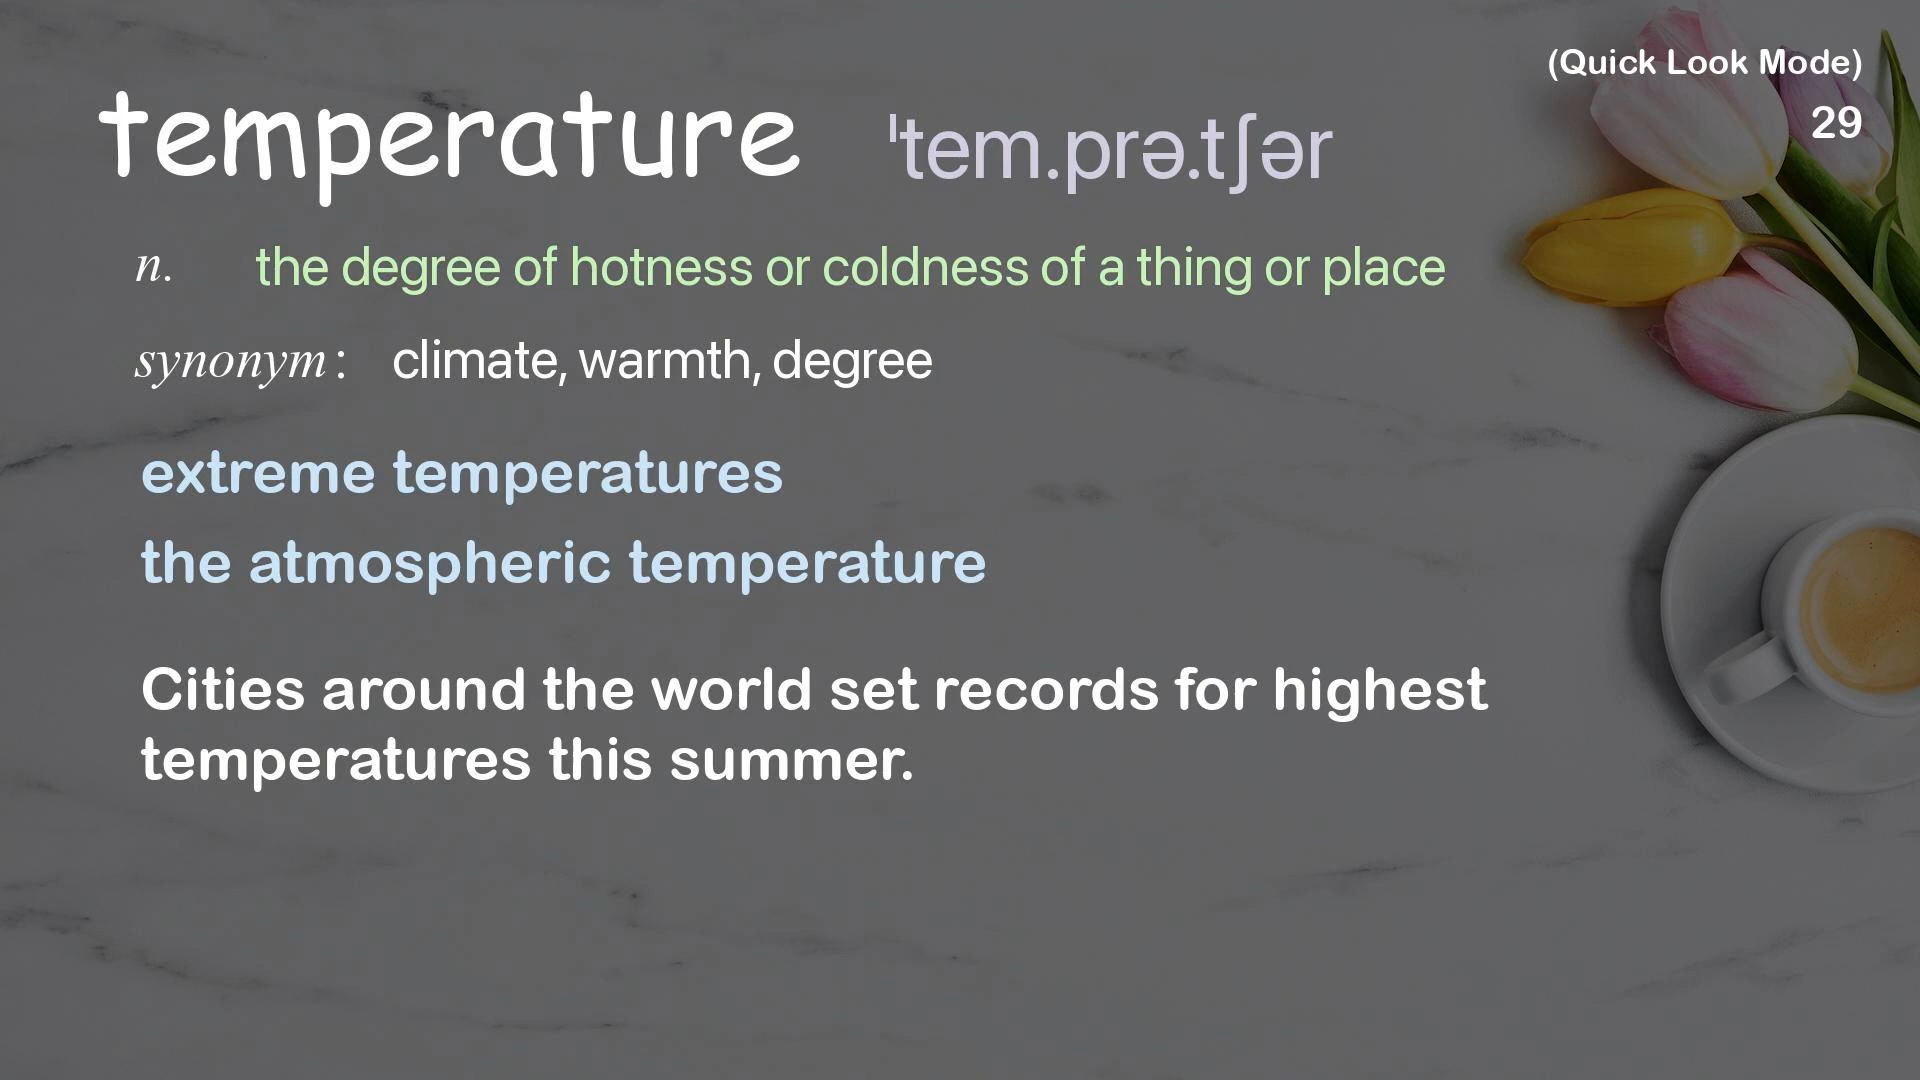 (Quick Look Mode)
29
temperature ˈtem.prə.tʃər
n. the degree of hotness or coldness of a thing or place
synonym: climate, warmth, degree
extreme temperatures
the atmospheric temperature
Cities around the world set records for highest
temperatures this summer.